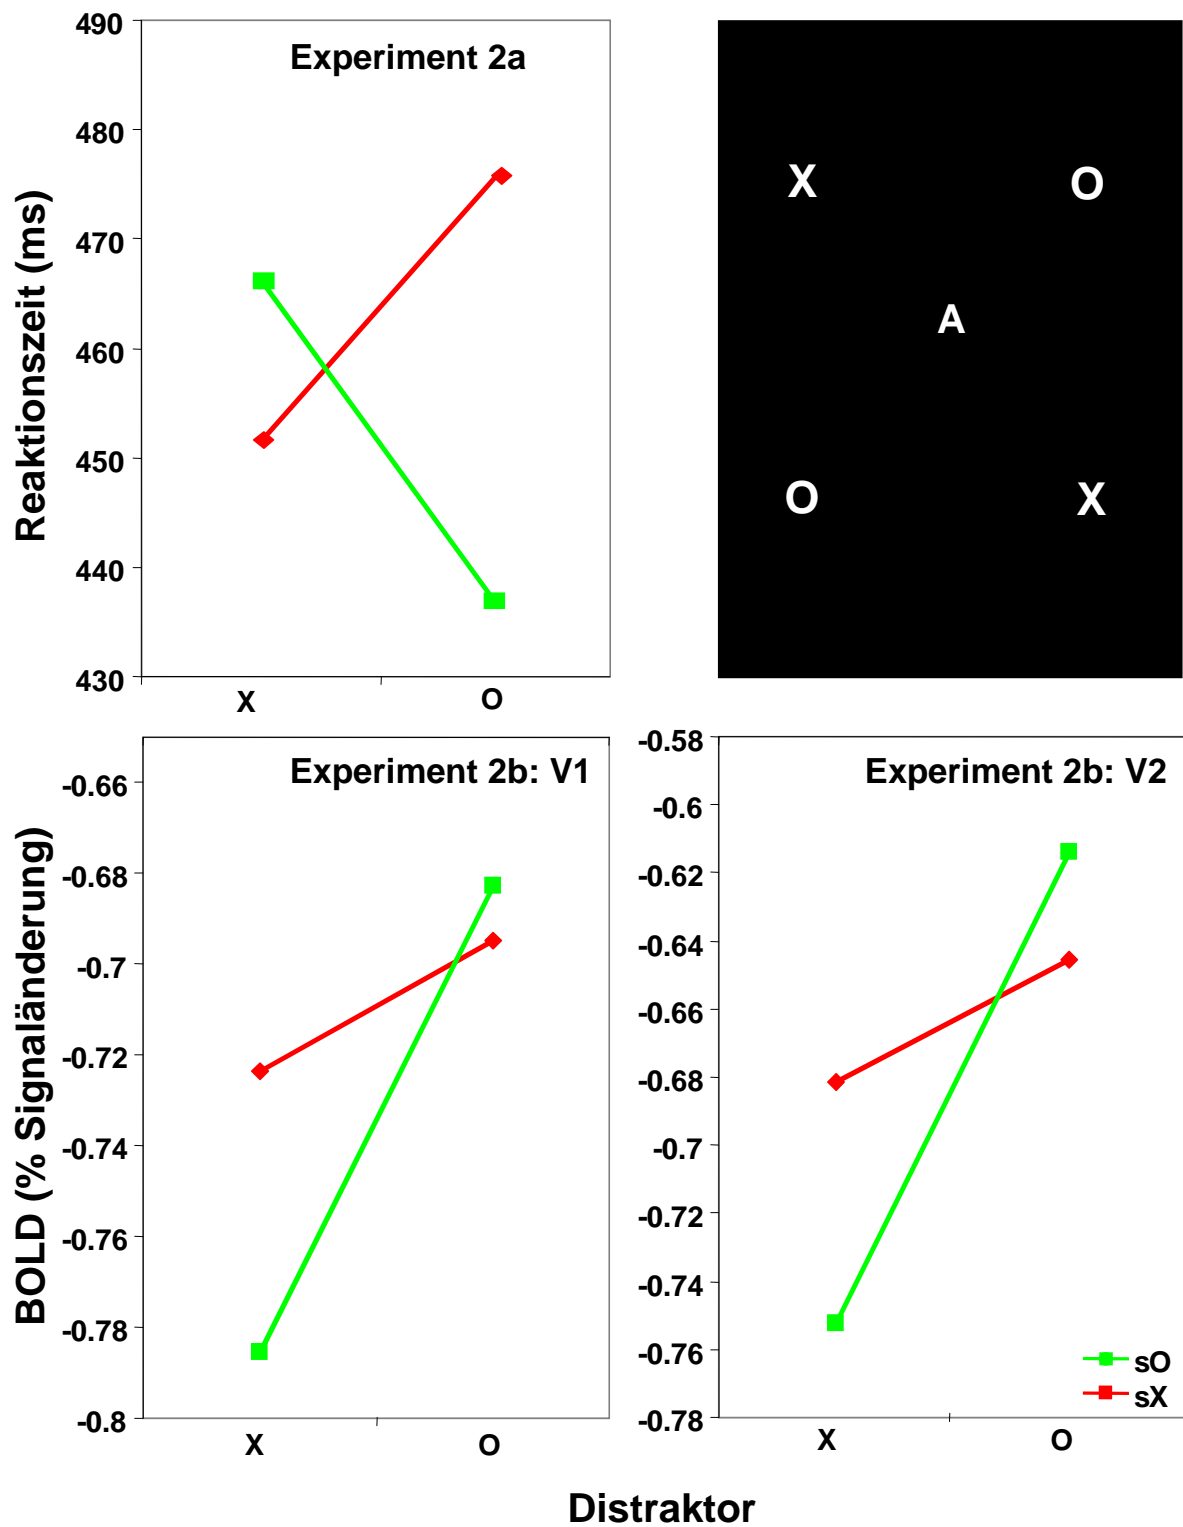 Experiment 2a
Reaktionszeit (ms)
490
480
470
460
450
440
430
X O
X O
A
O X
Experiment 2b: V1
BOLD (% Signaländerung)
-0.66
-0.68
-0.7
-0.72
-0.74
-0.76
-0.78
-0.8
X O
Experiment 2b: V2
-0.58
-0.6
-0.62
-0.64
-0.66
-0.68
-0.7
-0.72
-0.74
-0.76
-0.78
sO
sX
X O
Distraktor